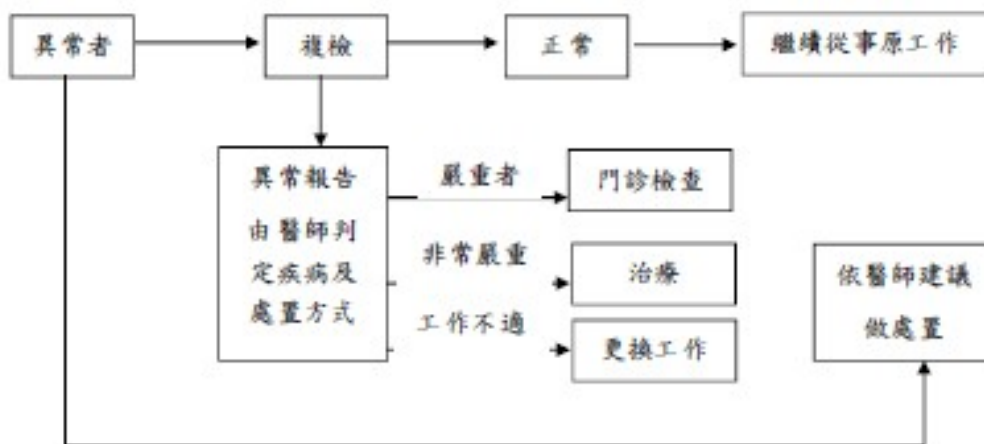 異常者
複檢
正常
繼續從事原工作
異常報告
由醫師判
定疾病及
處置方式
嚴重者
門診檢查
非常嚴重
治療
工作不適
更換工作
依醫師建議
做處置